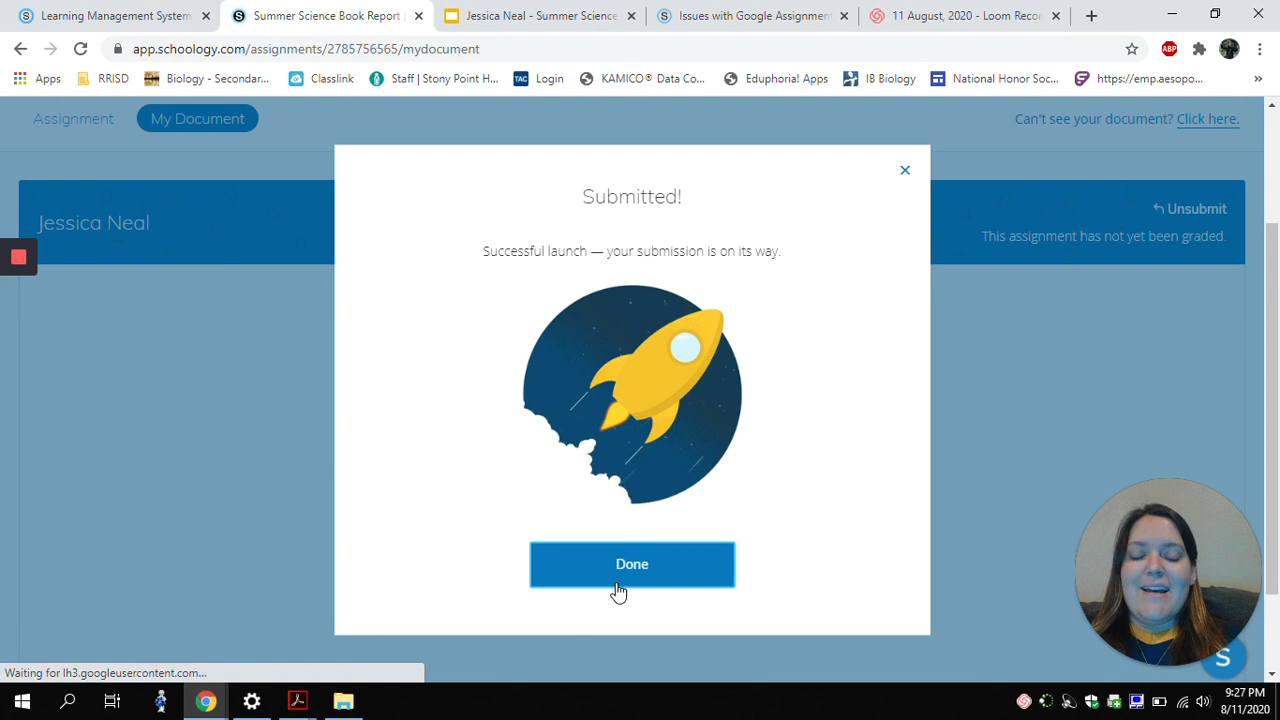 Learning Management System
Summer Science Book Report |
Jessica Neal - Summer Science
Issues with Google Assignment
11 August, 2020 - Loom Recor
app.schoology.com/assignments/2785756565/mydocument
ABP
Apps
RRISD
Biology - Secondar...
Classlink
Staff | Stony Point H...
TAC
Login
KAMICO® Data Co...
Eduphoria! Apps
IB Biology
National Honor Soc...
https://emp.aesopo...
»
Assignment
My Document
Can't see your document? Click here.
Jessica Neal
Unsubmit
This assignment has not yet been graded.
Submitted!
Successful launch — your submission is on its way.
Done
S
Waiting for lh3.googleusercontent.com...
9:27 PM
8/11/2020